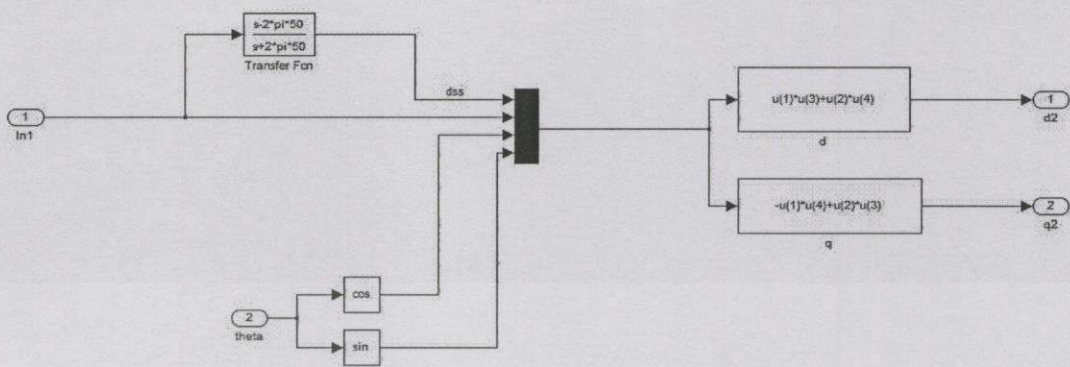 s-2*pi*50
s+2*pi*50
Transfer Fcn
dss
1
In1
u(1)*u(3)+u(2)*u(4)
d
1
d2
-u(1)*u(4)+u(2)*u(3)
q
2
q2
cos
2
theta
sin